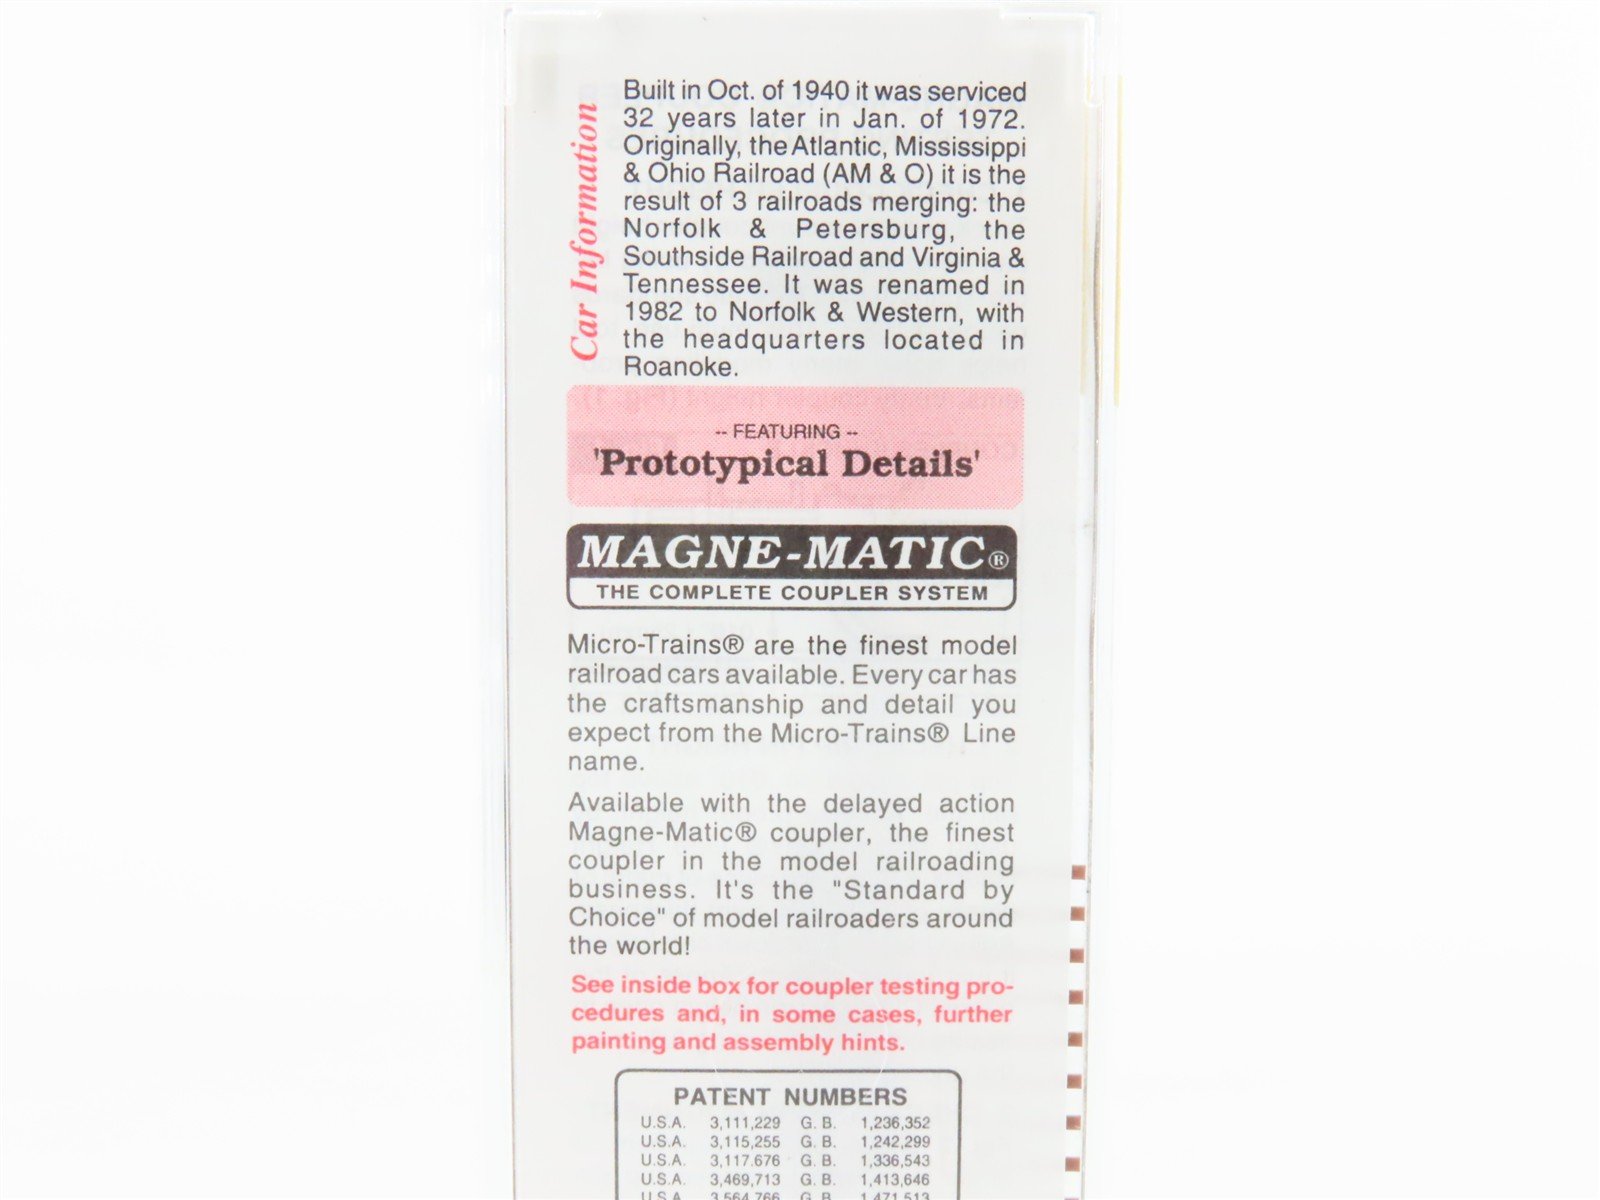 Car Information
Built in Oct. of 1940 it was serviced
32 years later in Jan. of 1972.
Originally, the Atlantic, Mississippi
& Ohio Railroad (AM & O) it is the
result of 3 railroads merging: the
Norfolk & Petersburg, the
Southside Railroad and Virginia &
Tennessee. It was renamed in
1982 to Norfolk & Western, with
the headquarters located in
Roanoke.
-- FEATURING --
'Prototypical Details'
MAGNE-MATIC®
THE COMPLETE COUPLER SYSTEM
Micro-Trains® are the finest model
railroad cars available. Every car has
the craftsmanship and detail you
expect from the Micro-Trains® Line
name.
Available with the delayed action
Magne-Matic® coupler, the finest
coupler in the model railroading
business. It's the "Standard by
Choice" of model railroaders around
the world!
See inside box for coupler testing pro-
cedures and, in some cases, further
painting and assembly hints.
PATENT NUMBERS
U.S.A. 3,111,229 G. B. 1,236,352
U.S.A. 3,115,255 G. B. 1,242,299
U.S.A. 3,117.676 G. B. 1,336,543
U.S.A. 3,469,713 G. B. 1,413,646
U.S.A. 3,564,766 G. B. 1,471,513